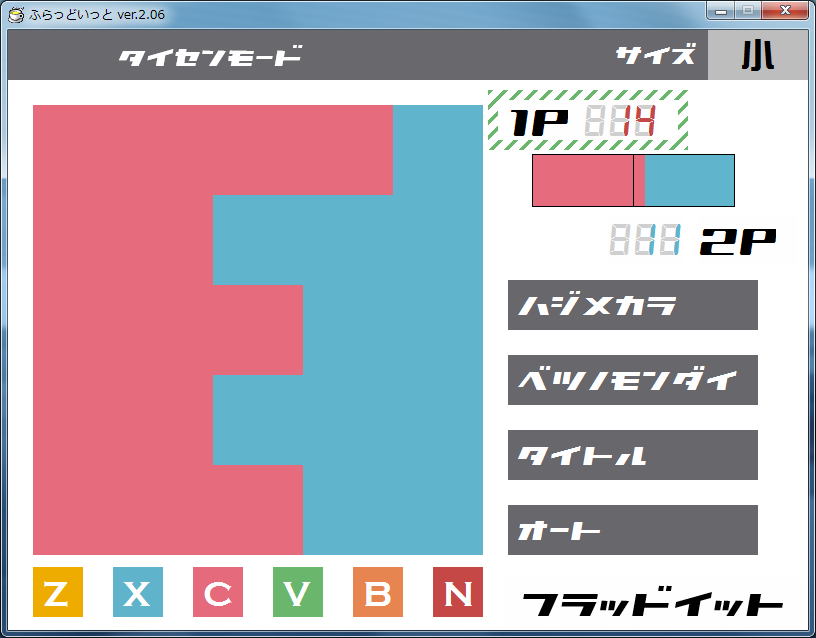 ふらっどいっと ver.2.06
タイセンモード サイズ 小
1P 14
11 2P
ハジメカラ
ベツノモンダイ
タイトル
オート
Z X C V B N
フラッドイット